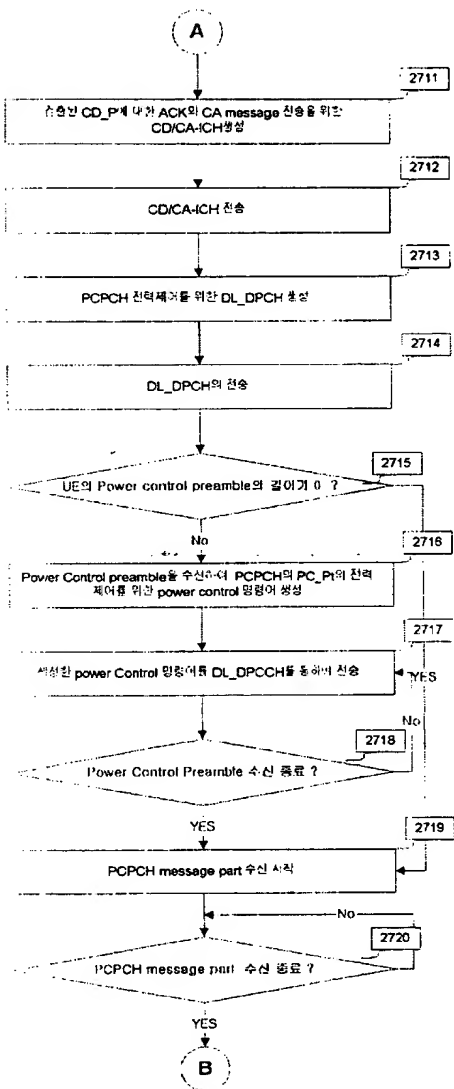 A
2711
검출된 CD_P에 대한 ACK와 CA message 전송을 위한
CD/CA-ICH생성
2712
CD/CA-ICH 전송
2713
PCPCH 전력제어를 위한 DL_DPCH 생성
2714
DL_DPCH의 전송
2715
UE의 Power control preamble의 길이가 0 ?
No
2716
Power Control preamble을 수신하여 PCPCH의 PC_Pt의 전력
제어를 위한 power control 명령어 생성
2717
생성한 power Control 명령어를 DL_DPCCH를 통하여 전송
YES
No
2718
Power Control Preamble 수신 종료 ?
YES
2719
PCPCH message part 수신 시작
No
2720
PCPCH message part 수신 종료 ?
YES
B